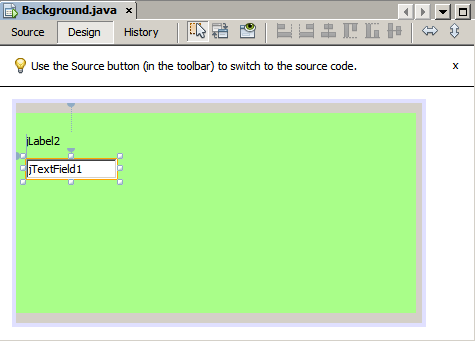 Background.java x
Source Design History
Use the Source button (in the toolbar) to switch to the source code. x
jLabel2
jTextField1